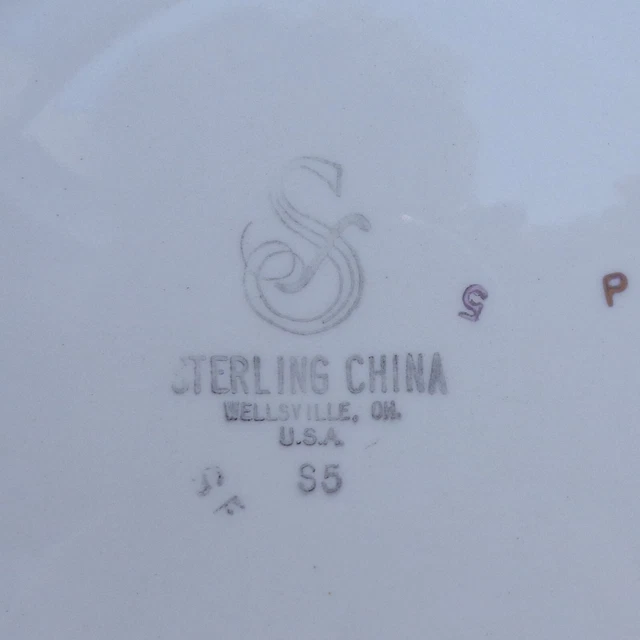 S
STERLING CHINA
WELLSVILLE, OH.
U.S.A.
S5
P